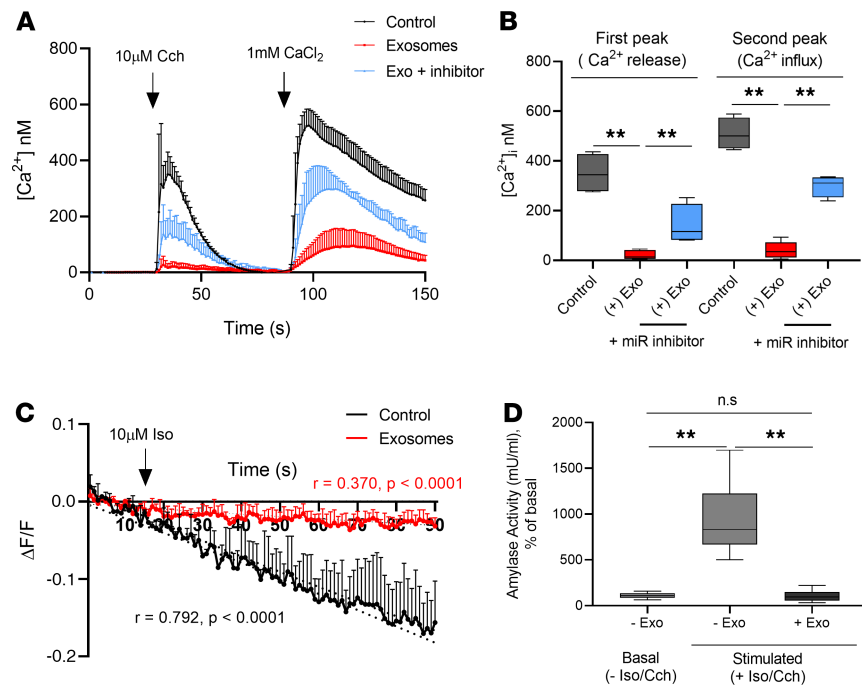 A
Control
Exosomes
Exo + inhibitor
10μM Cch
1mM CaCl2
800
600
400
200
0
[Ca2+] nM
0
50
100
150
Time (s)
B
First peak
( Ca2+ release)
Second peak
(Ca2+ influx)
800
600
400
200
0
[Ca2+]i nM
**
**
**
**
Control
(+) Exo
(+) Exo
Control
(+) Exo
(+) Exo
+ miR inhibitor
+ miR inhibitor
C
Control
Exosomes
10μM Iso
Time (s)
r = 0.370, p < 0.0001
0.1
0.0
-0.1
-0.2
ΔF/F
10 20 30 40 50 60 70 80 90
r = 0.792, p < 0.0001
D
n.s
**
**
2000
1500
1000
500
0
Amylase Activity (mU/ml),
% of basal
- Exo
- Exo
+ Exo
Basal
(- Iso/Cch)
Stimulated
(+ Iso/Cch)